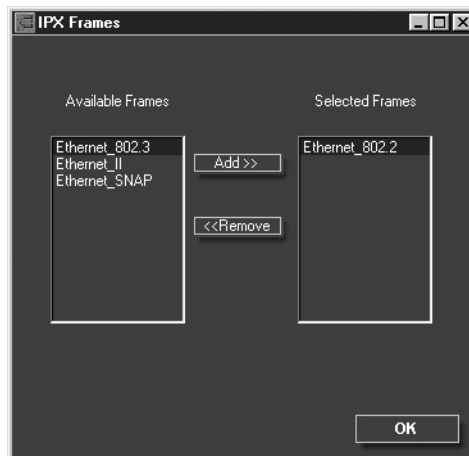 IPX Frames
Available Frames
Selected Frames
Ethernet_802.3
Ethernet_II
Ethernet_SNAP
Add >>
<<Remove
Ethernet_802.2
OK